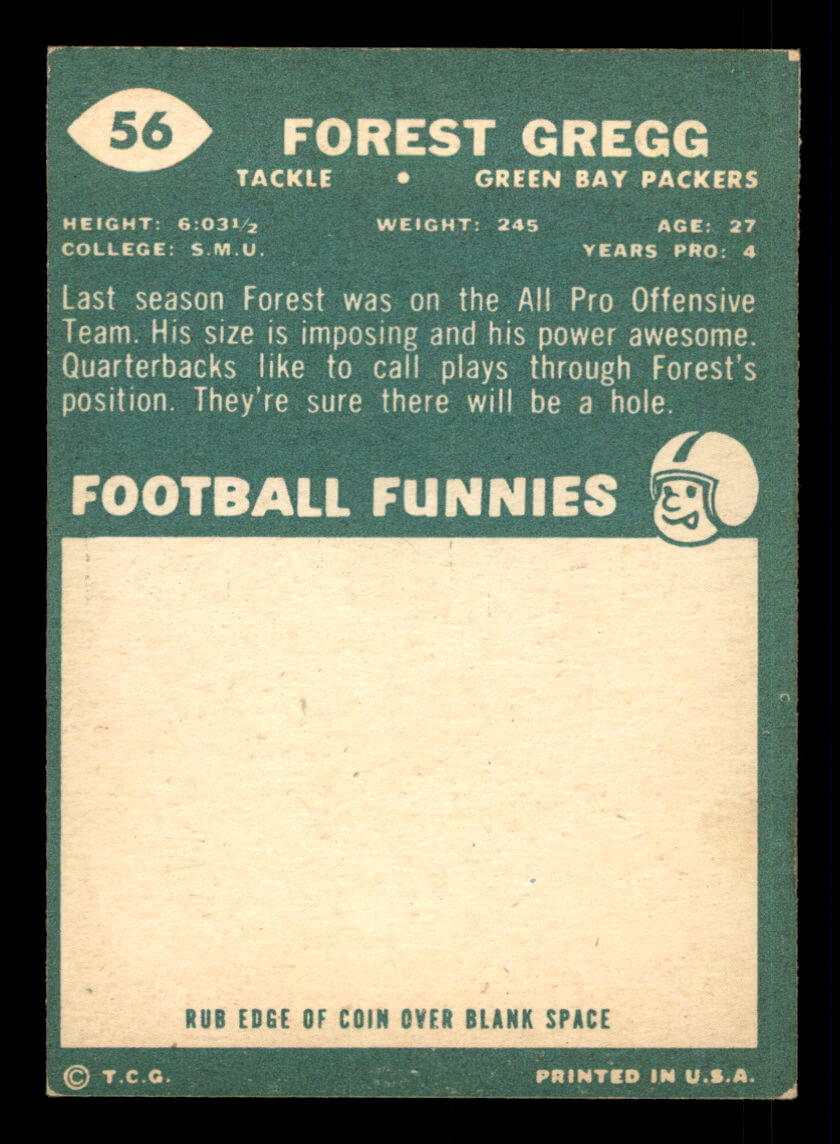 56
FOREST GREGG
TACKLE • GREEN BAY PACKERS
HEIGHT: 6:03½ WEIGHT: 245 AGE: 27
COLLEGE: S.M.U. YEARS PRO: 4
Last season Forest was on the All Pro Offensive
Team. His size is imposing and his power awesome.
Quarterbacks like to call plays through Forest's
position. They're sure there will be a hole.
FOOTBALL FUNNIES
RUB EDGE OF COIN OVER BLANK SPACE
© T.C.G. PRINTED IN U.S.A.